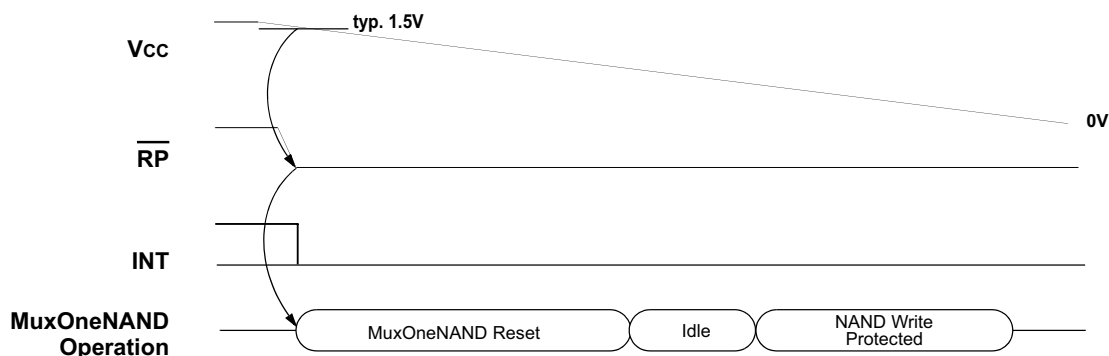 typ. 1.5V
VCC
0V
RP
INT
MuxOneNAND
Operation
MuxOneNAND Reset
Idle
NAND Write
Protected